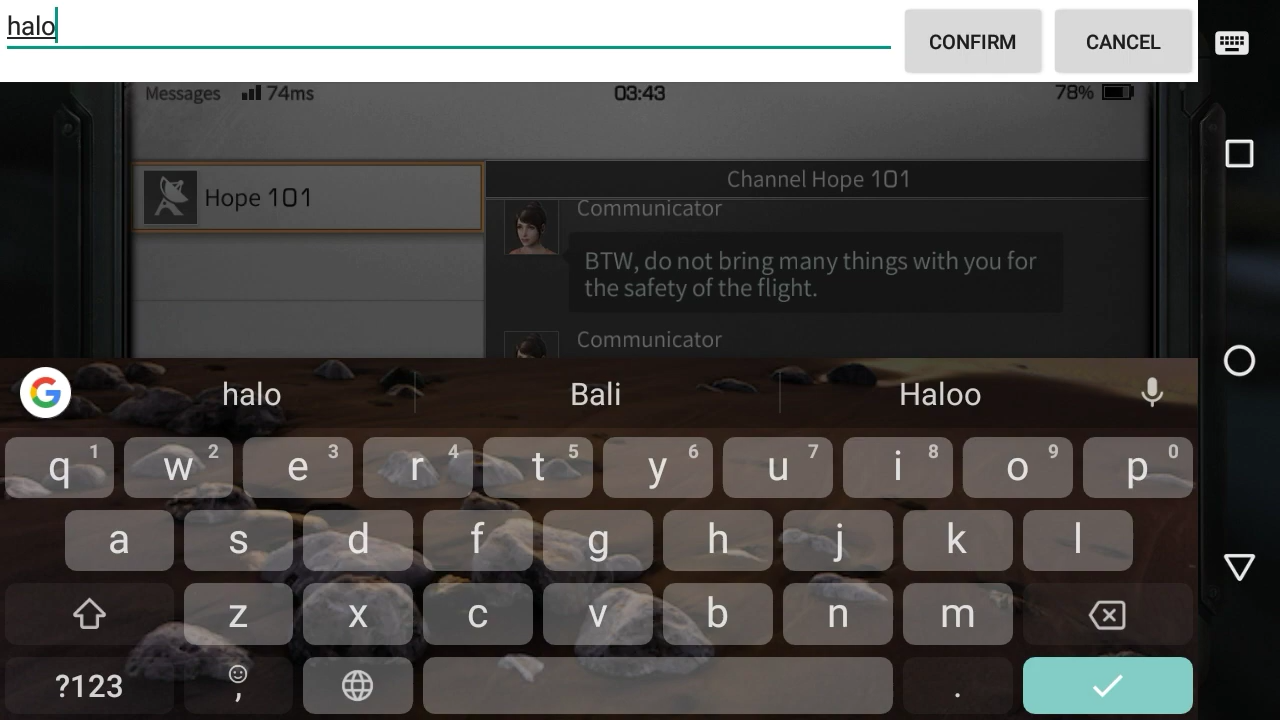 halo
CONFIRM
CANCEL
Messages 74ms
03:43
78%
Hope 101
Channel Hope 101
Communicator
BTW, do not bring many things with you for
the safety of the flight.
Communicator
halo
Bali
Haloo
q 1 w 2 e 3 r 4 t 5 y 6 u 7 i 8 o 9 p 0
a s d f g h j k l
z x c v b n m
?123 , .